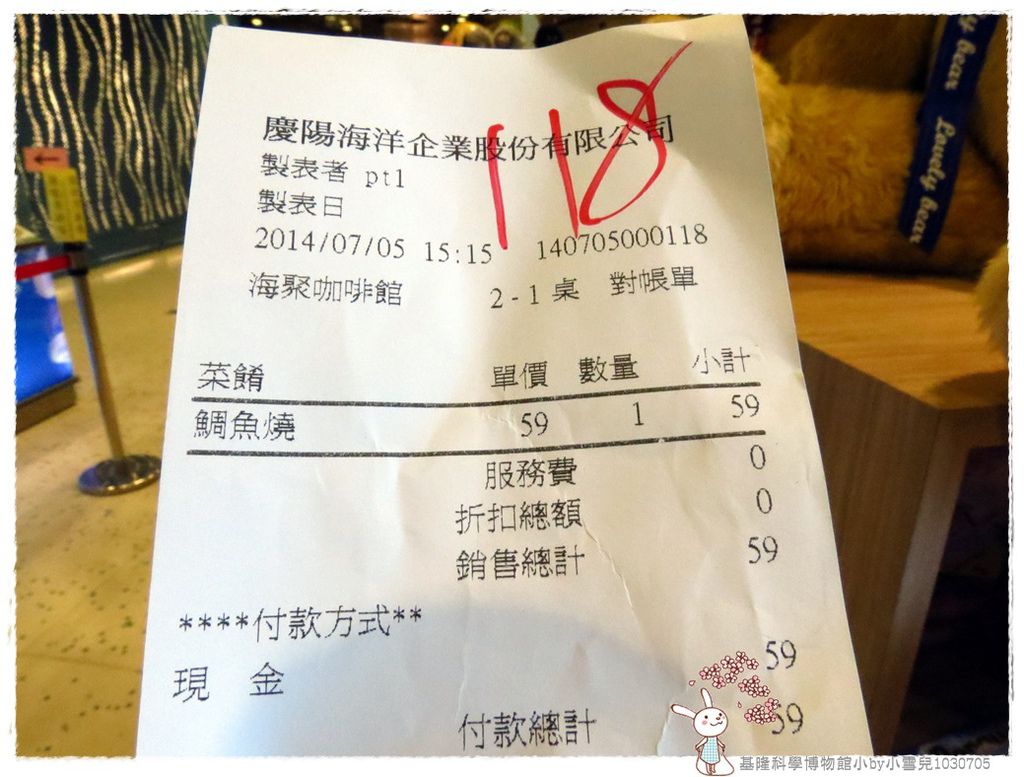 118
慶陽海洋企業股份有限公司
製表者 pt1
製表日
2014/07/05 15:15 140705000118
海聚咖啡館 2-1桌 對帳單
菜餚 單價 數量 小計
鯛魚燒 59 1 59
服務費 0
折扣總額 0
銷售總計 59
****付款方式**
現 金 59
付款總計 59
Lovely bear
ly bear
基隆科學博物館小by小雪兒1030705